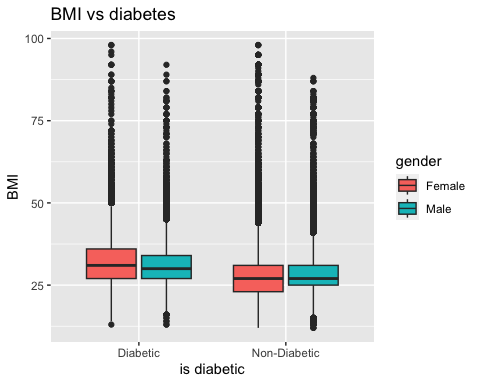 BMI vs diabetes
100
75
50
25
BMI
Diabetic
Non-Diabetic
is diabetic
gender
Female
Male